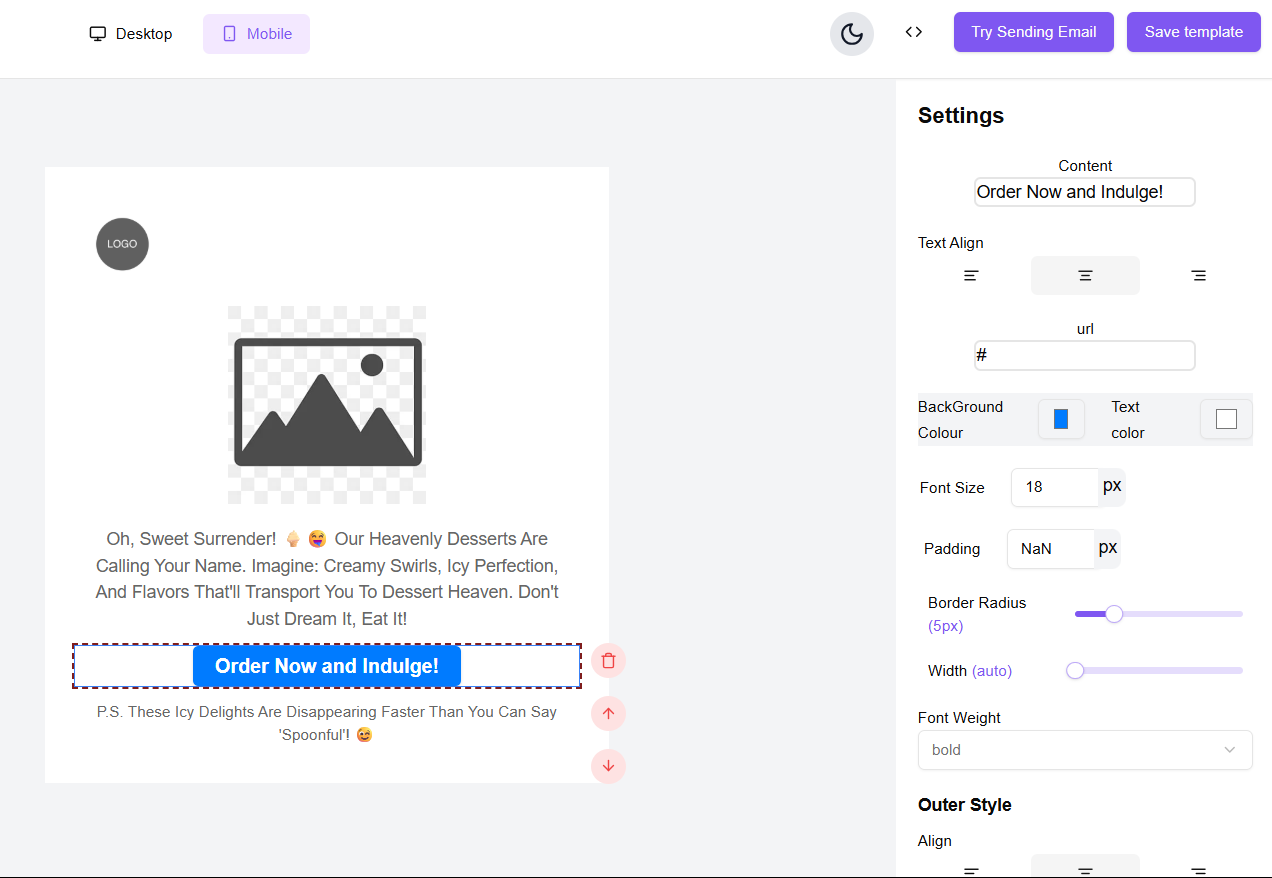 Desktop
Mobile
Try Sending Email
Save template
LOGO
Oh, Sweet Surrender! 🍦 😝 Our Heavenly Desserts Are
Calling Your Name. Imagine: Creamy Swirls, Icy Perfection,
And Flavors That'll Transport You To Dessert Heaven. Don't
Just Dream It, Eat It!
Order Now and Indulge!
P.S. These Icy Delights Are Disappearing Faster Than You Can Say
'Spoonful'! 😋
Settings
Content
Order Now and Indulge!
Text Align
url
#
BackGround
Colour
Text
color
Font Size
18
px
Padding
NaN
px
Border Radius
(5px)
Width (auto)
Font Weight
bold
Outer Style
Align